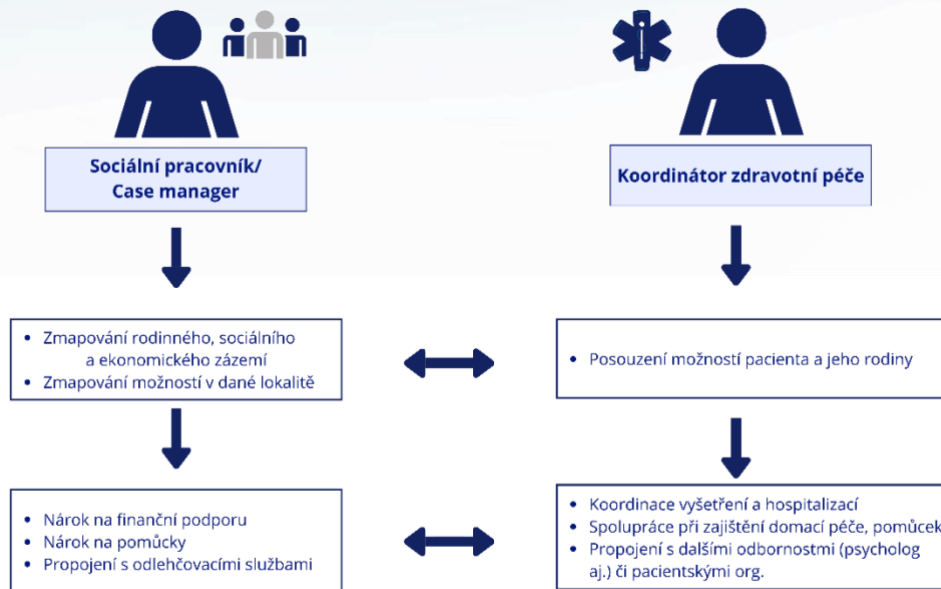 Sociální pracovník/
Case manager
Koordinátor zdravotní péče
• Zmapování rodinného, sociálního
a ekonomického zázemí
• Zmapování možností v dané lokalitě
• Posouzení možností pacienta a jeho rodiny
• Nárok na finanční podporu
• Nárok na pomůcky
• Propojení s odlehčovacími službami
• Koordinace vyšetření a hospitalizací
• Spolupráce při zajištění domací péče, pomůcek
• Propojení s dalšími odbornostmi (psycholog
aj.) či pacientskými org.